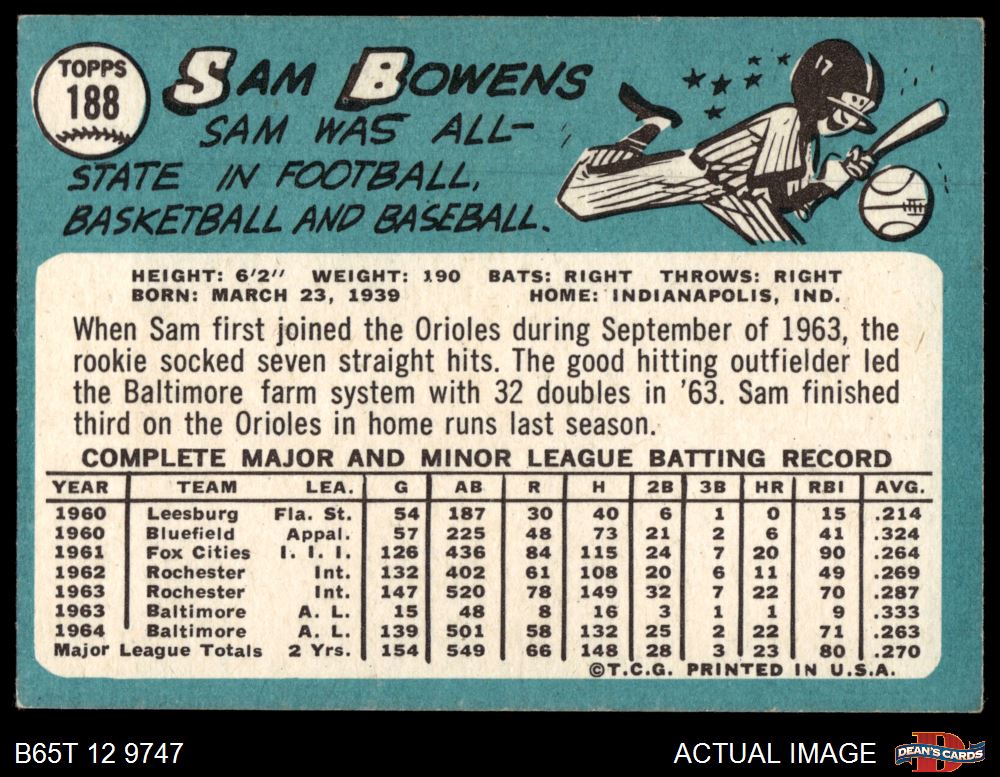 TOPPS
188
SAM BOWENS
SAM WAS ALL-
STATE IN FOOTBALL,
BASKETBALL AND BASEBALL.
HEIGHT: 6'2" WEIGHT: 190 BATS: RIGHT THROWS: RIGHT
BORN: MARCH 23, 1939 HOME: INDIANAPOLIS, IND.
When Sam first joined the Orioles during September of 1963, the
rookie socked seven straight hits. The good hitting outfielder led
the Baltimore farm system with 32 doubles in '63. Sam finished
third on the Orioles in home runs last season.
COMPLETE MAJOR AND MINOR LEAGUE BATTING RECORD
YEAR TEAM LEA. G AB R H 2B 3B HR RBI AVG.
1960 Leesburg Fla. St. 54 187 30 40 6 1 0 15 .214
1960 Bluefield Appal. 57 225 48 73 21 2 6 41 .324
1961 Fox Cities I. I. I. 126 436 84 115 24 7 20 90 .264
1962 Rochester Int. 132 402 61 108 20 6 11 49 .269
1963 Rochester Int. 147 520 78 149 32 7 22 70 .287
1963 Baltimore A. L. 15 48 8 16 3 1 1 9 .333
1964 Baltimore A. L. 139 501 58 132 25 2 22 71 .263
Major League Totals 2 Yrs. 154 549 66 148 28 3 23 80 .270
©T.C.G. PRINTED IN U.S.A.
B65T 12 9747 ACTUAL IMAGE DEAN'S CARDS